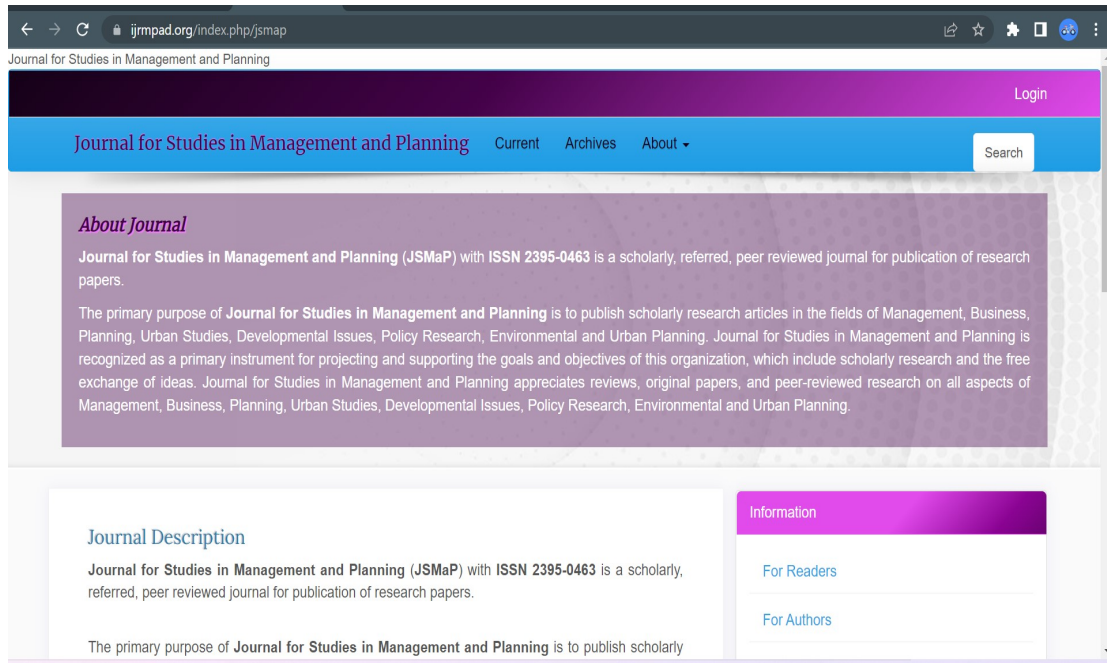 ijrmpad.org/index.php/jsmap
Journal for Studies in Management and Planning
Login
Journal for Studies in Management and Planning Current Archives About
Search
About Journal
Journal for Studies in Management and Planning (JSMaP) with ISSN 2395-0463 is a scholarly, referred, peer reviewed journal for publication of research
papers.
The primary purpose of Journal for Studies in Management and Planning is to publish scholarly research articles in the fields of Management, Business,
Planning, Urban Studies, Developmental Issues, Policy Research, Environmental and Urban Planning. Journal for Studies in Management and Planning is
recognized as a primary instrument for projecting and supporting the goals and objectives of this organization, which include scholarly research and the free
exchange of ideas. Journal for Studies in Management and Planning appreciates reviews, original papers, and peer-reviewed research on all aspects of
Management, Business, Planning, Urban Studies, Developmental Issues, Policy Research, Environmental and Urban Planning.
Journal Description
Journal for Studies in Management and Planning (JSMaP) with ISSN 2395-0463 is a scholarly,
referred, peer reviewed journal for publication of research papers.
The primary purpose of Journal for Studies in Management and Planning is to publish scholarly
Information
For Readers
For Authors